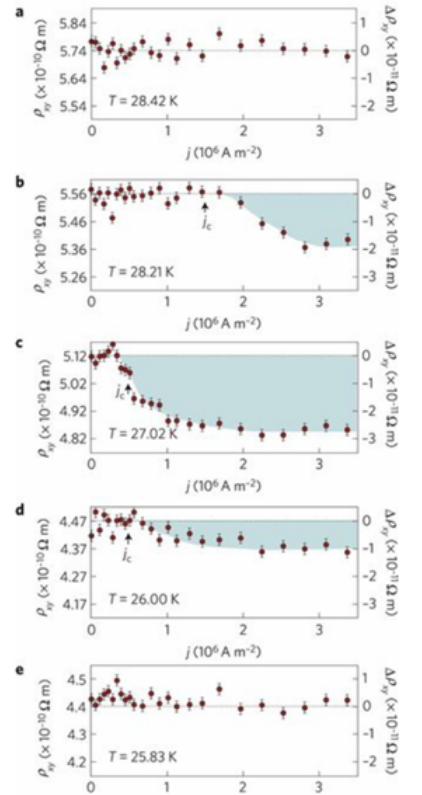 a
5.84
5.74
5.64
5.54
ρxy (×10⁻¹⁰ Ω m)
1
0
−1
−2
Δρxy (×10⁻¹¹ Ω m)
T = 28.42 K
0 1 2 3
j (10⁶ A m⁻²)
b
5.56
5.46
5.36
5.26
ρxy (×10⁻¹⁰ Ω m)
0
−1
−2
−3
Δρxy (×10⁻¹¹ Ω m)
jc
T = 28.21 K
0 1 2 3
j (10⁶ A m⁻²)
c
5.12
5.02
4.92
4.82
ρxy (×10⁻¹⁰ Ω m)
0
−1
−2
−3
Δρxy (×10⁻¹¹ Ω m)
jc
T = 27.02 K
0 1 2 3
j (10⁶ A m⁻²)
d
4.47
4.37
4.27
4.17
ρxy (×10⁻¹⁰ Ω m)
0
−1
−2
−3
Δρxy (×10⁻¹¹ Ω m)
jc
T = 26.00 K
0 1 2 3
j (10⁶ A m⁻²)
e
4.5
4.4
4.3
4.2
ρxy (×10⁻¹⁰ Ω m)
1
0
−1
−2
Δρxy (×10⁻¹¹ Ω m)
T = 25.83 K
0 1 2 3
j (10⁶ A m⁻²)